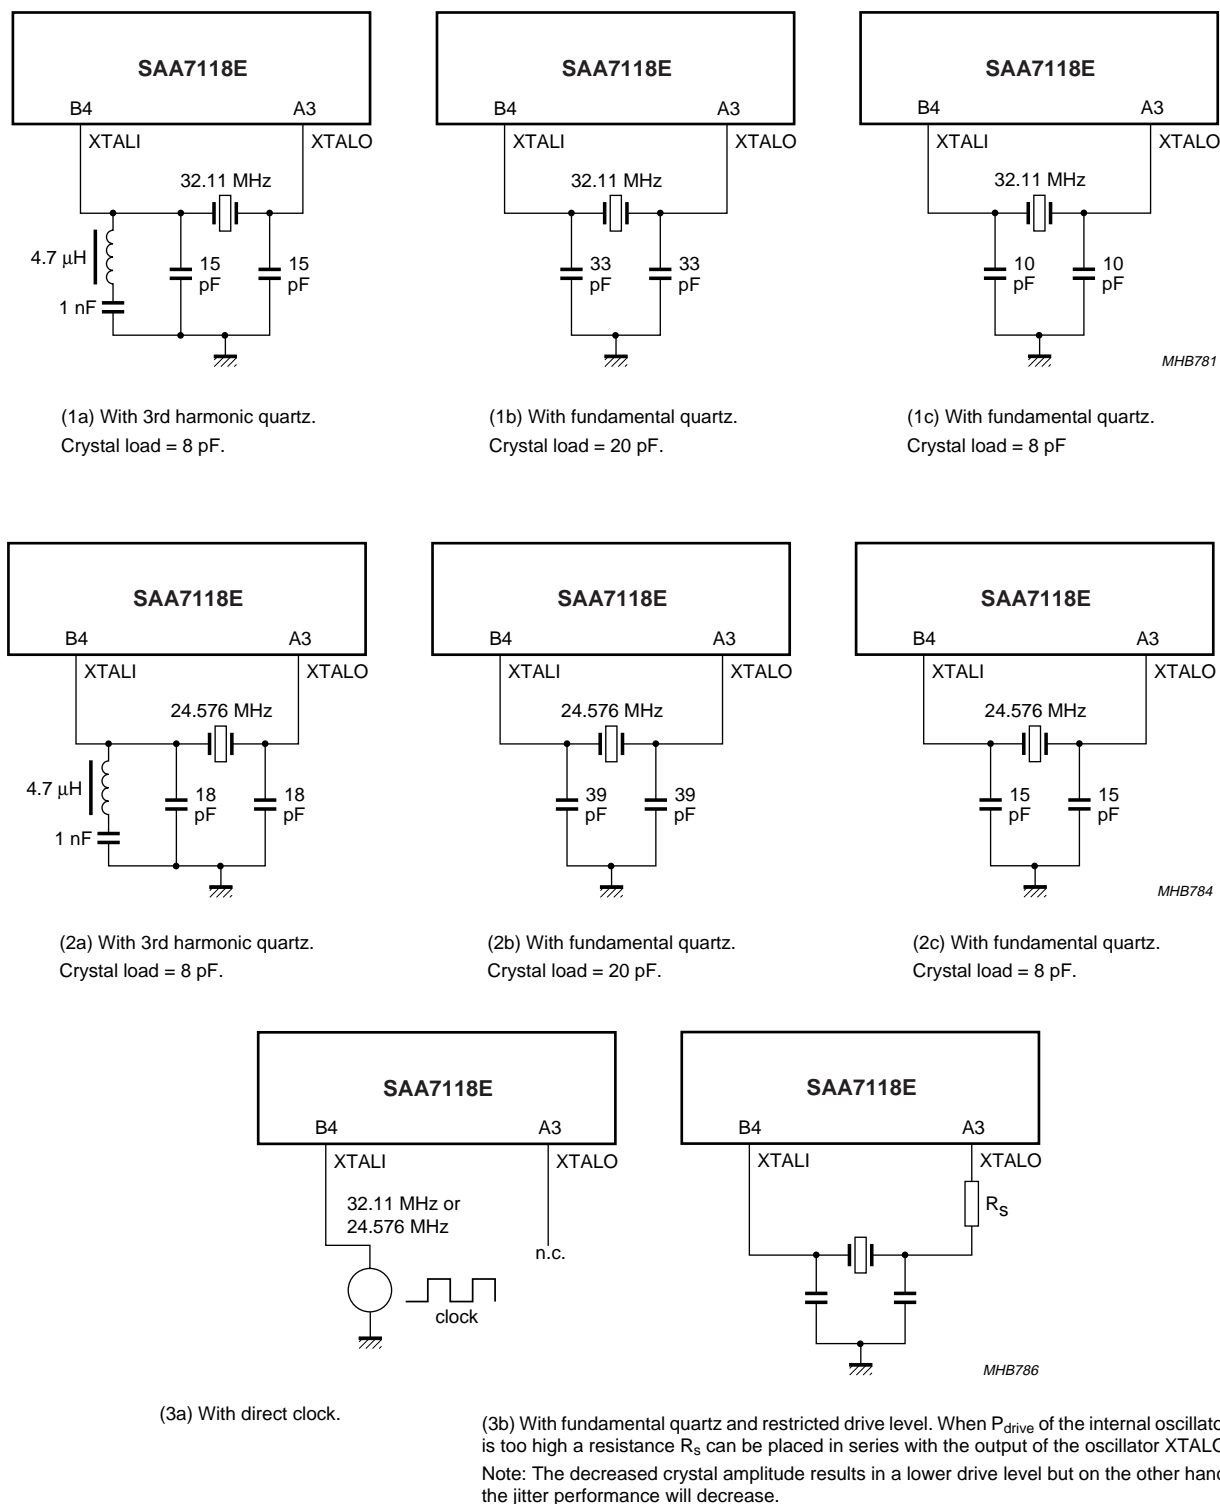 SAA7118E
B4 A3
XTALI XTALO
32.11 MHz
4.7 μH
15 pF
15 pF
1 nF
(1a) With 3rd harmonic quartz.
Crystal load = 8 pF.
SAA7118E
B4 A3
XTALI XTALO
32.11 MHz
33 pF
33 pF
(1b) With fundamental quartz.
Crystal load = 20 pF.
SAA7118E
B4 A3
XTALI XTALO
32.11 MHz
10 pF
10 pF
MHB781
(1c) With fundamental quartz.
Crystal load = 8 pF
SAA7118E
B4 A3
XTALI XTALO
24.576 MHz
4.7 μH
18 pF
18 pF
1 nF
(2a) With 3rd harmonic quartz.
Crystal load = 8 pF.
SAA7118E
B4 A3
XTALI XTALO
24.576 MHz
39 pF
39 pF
(2b) With fundamental quartz.
Crystal load = 20 pF.
SAA7118E
B4 A3
XTALI XTALO
24.576 MHz
15 pF
15 pF
MHB784
(2c) With fundamental quartz.
Crystal load = 8 pF.
SAA7118E
B4 A3
XTALI XTALO
32.11 MHz or
24.576 MHz
n.c.
clock
(3a) With direct clock.
SAA7118E
B4 A3
XTALI XTALO
Rs
MHB786
(3b) With fundamental quartz and restricted drive level. When Pdrive of the internal oscillato
is too high a resistance Rs can be placed in series with the output of the oscillator XTALO
Note: The decreased crystal amplitude results in a lower drive level but on the other hand
the jitter performance will decrease.